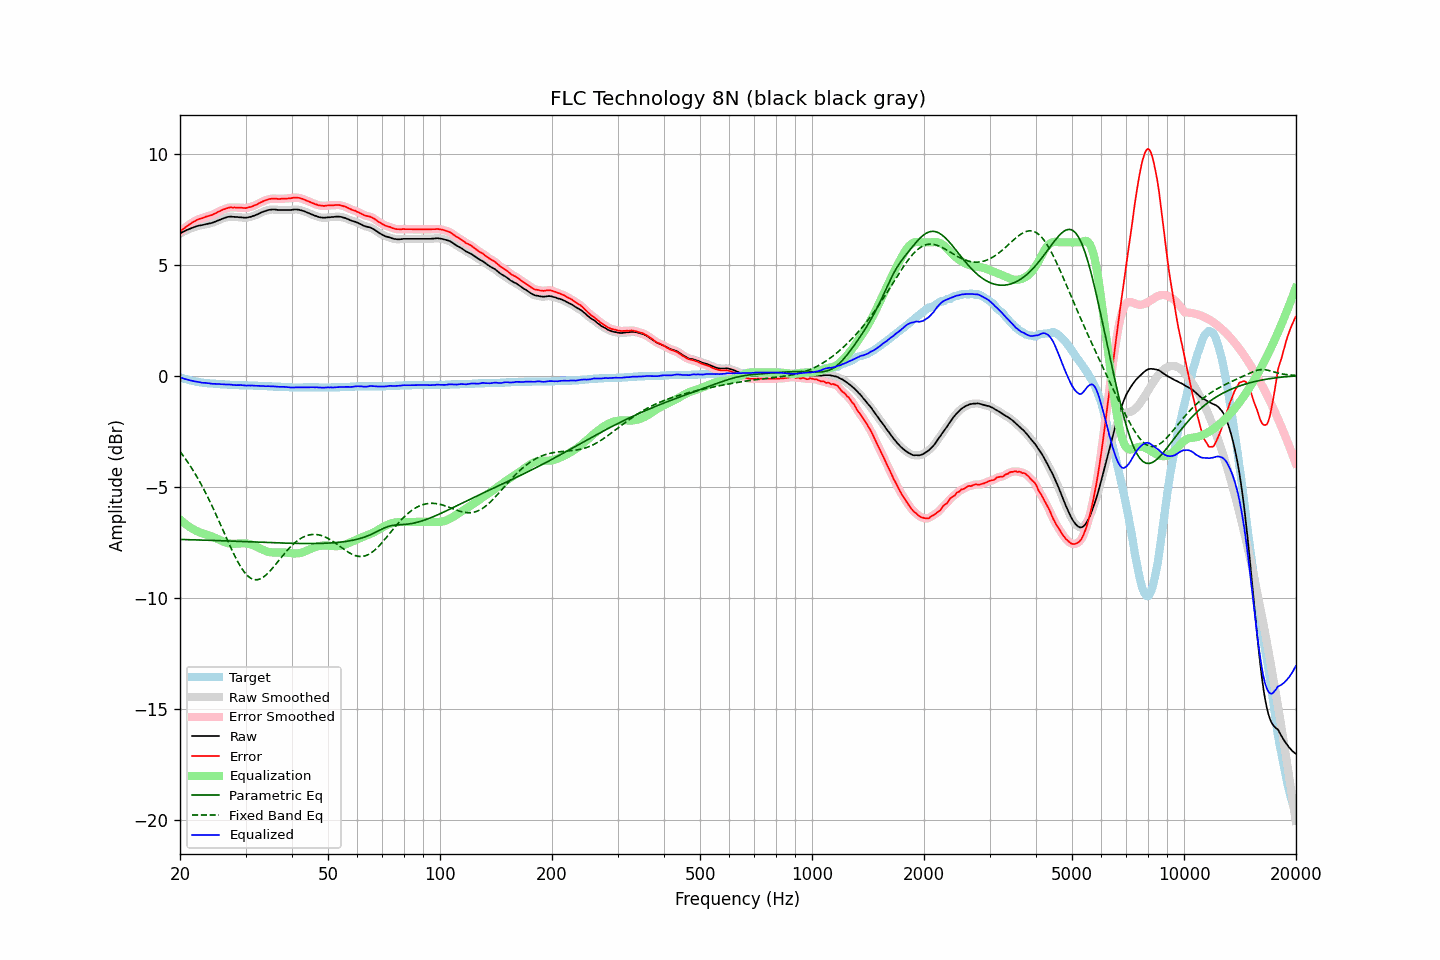 FLC Technology 8N (black black gray)
Amplitude (dBr)
10
5
0
−5
−10
−15
−20
Target
Raw Smoothed
Error Smoothed
Raw
Error
Equalization
Parametric Eq
Fixed Band Eq
Equalized
20 50 100 200 500 1000 2000 5000 10000 20000
Frequency (Hz)